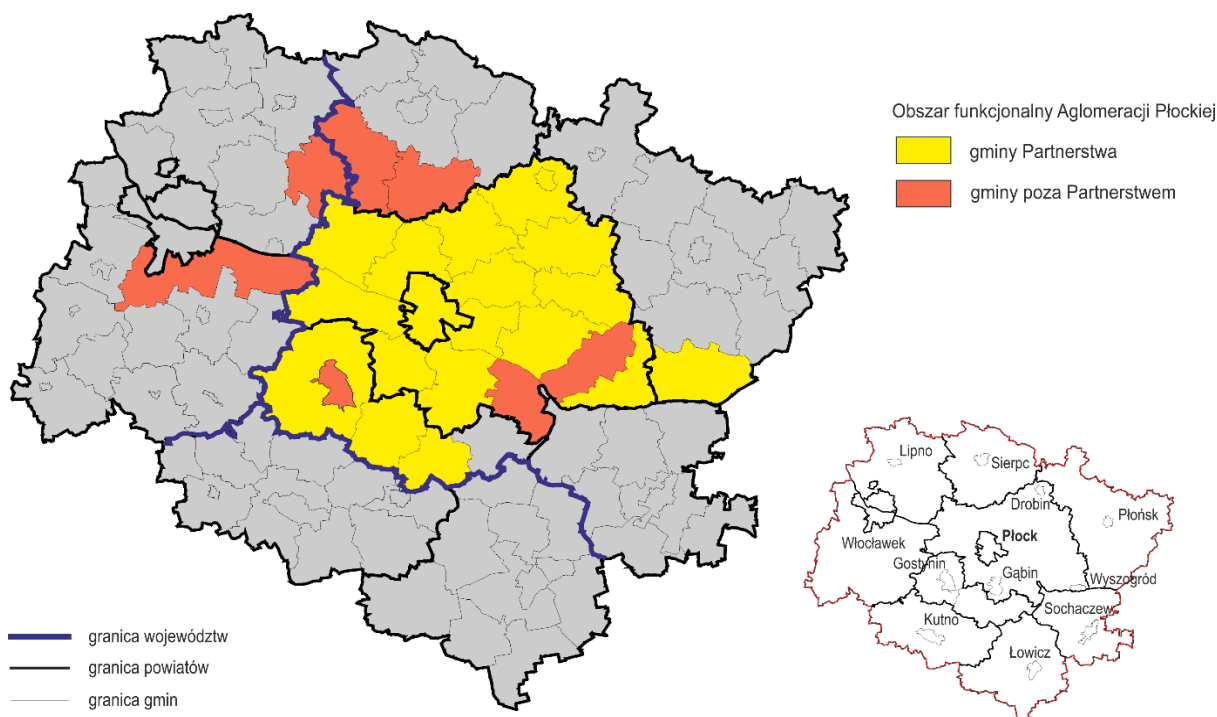 Obszar funkcjonalny Aglomeracji Płockiej
gminy Partnerstwa
gminy poza Partnerstwem
granica województw
granica powiatów
granica gmin
Lipno
Sierpc
Drobin
Płońsk
Płock
Włocławek
Gostynin
Gąbin
Wyszogród
Sochaczew
Kutno
Łowicz